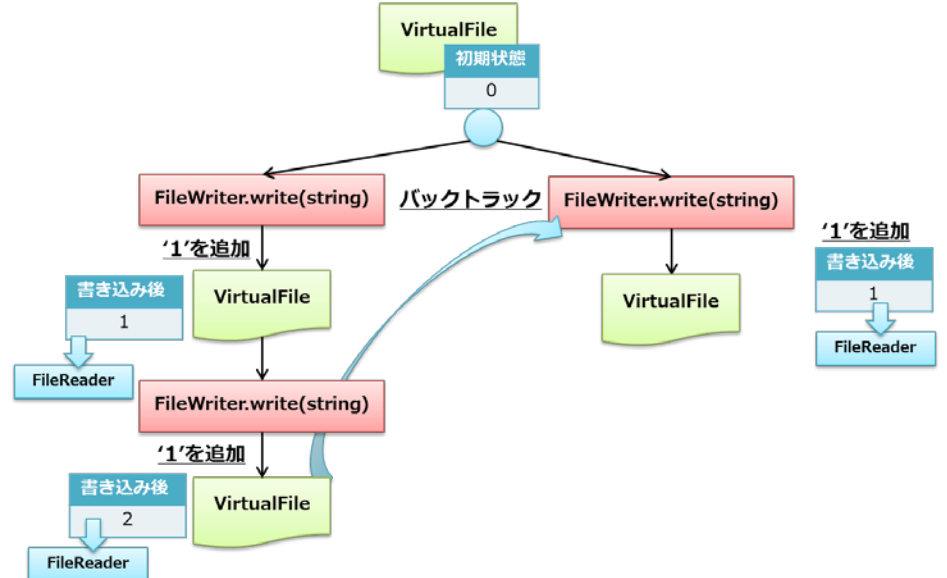 VirtualFile
初期状態
0
FileWriter.write(string)
バックトラック
FileWriter.write(string)
‘1’を追加
‘1’を追加
書き込み後
1
FileReader
VirtualFile
VirtualFile
書き込み後
1
FileReader
FileWriter.write(string)
‘1’を追加
書き込み後
2
FileReader
VirtualFile